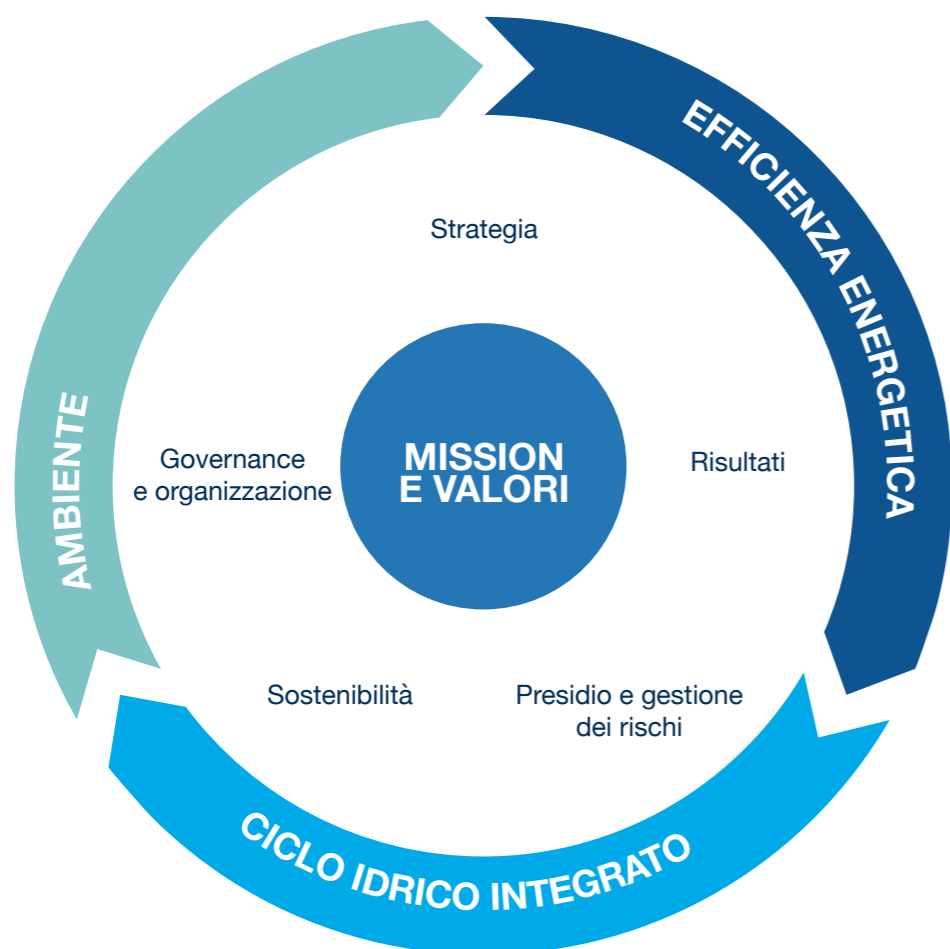 EFFICIENZA ENERGETICA
Strategia
AMBIENTE
Governance
e organizzazione
MISSION
E VALORI
Risultati
Sostenibilità
Presidio e gestione
dei rischi
CICLO IDRICO INTEGRATO